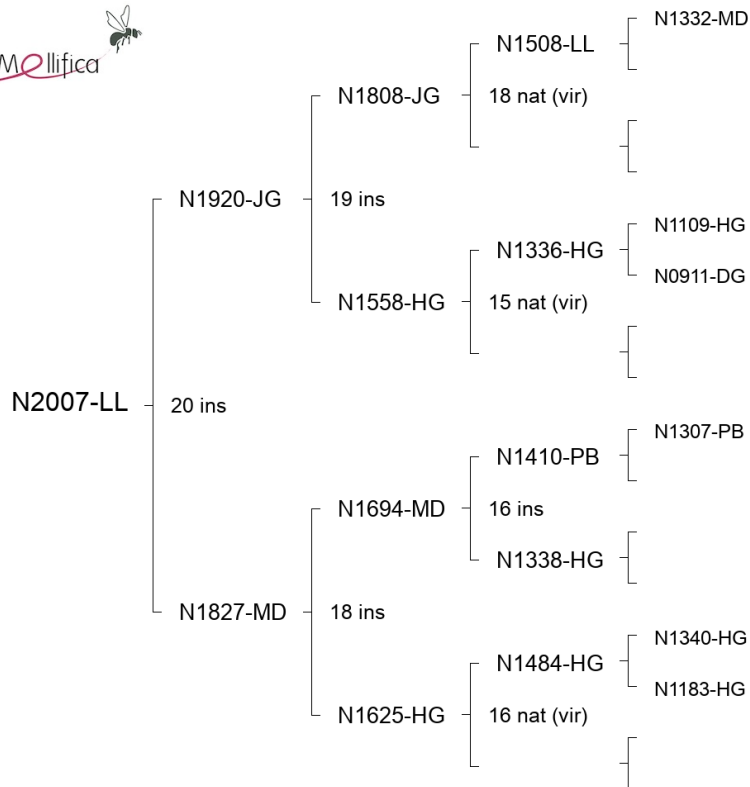 N1332-MD
N1508-LL
Mellifica
N1808-JG
18 nat (vir)
N1920-JG
19 ins
N1109-HG
N1336-HG
N0911-DG
N1558-HG
15 nat (vir)
N2007-LL
20 ins
N1307-PB
N1410-PB
N1694-MD
16 ins
N1338-HG
N1827-MD
18 ins
N1340-HG
N1484-HG
N1183-HG
N1625-HG
16 nat (vir)